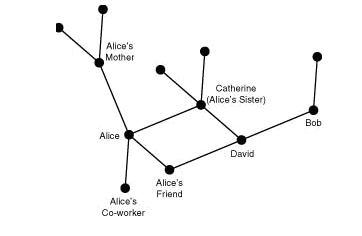 Alice's
Mother
Catherine
(Alice's Sister)
Bob
Alice
David
Alice's
Friend
Alice's
Co-worker